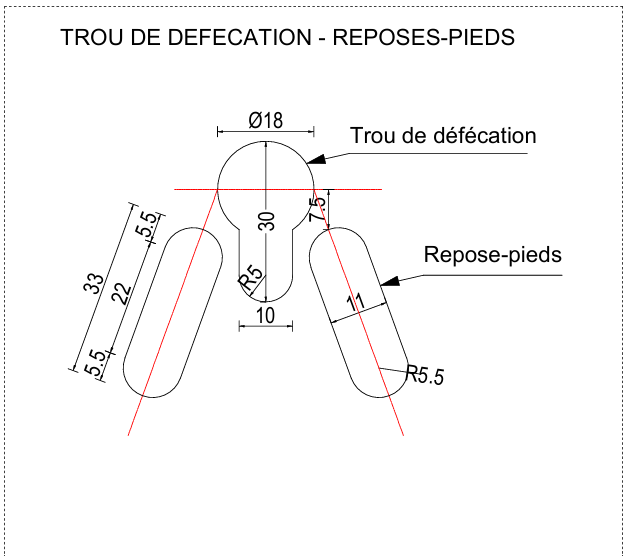 TROU DE DEFECATION - REPOSES-PIEDS
Ø18
Trou de défécation
7.5
30
5.5
33
22
Repose-pieds
R5
11
10
5.5
R5.5